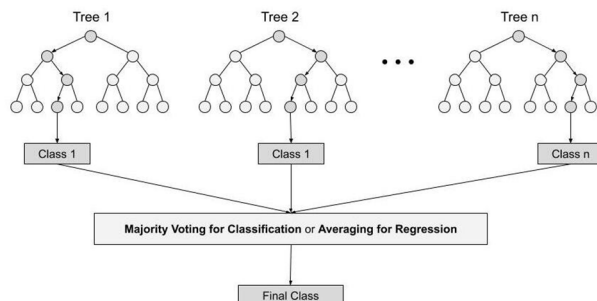 Tree 1
Tree 2
Tree n
Class 1
Class 1
Class n
Majority Voting for Classification or Averaging for Regression
Final Class